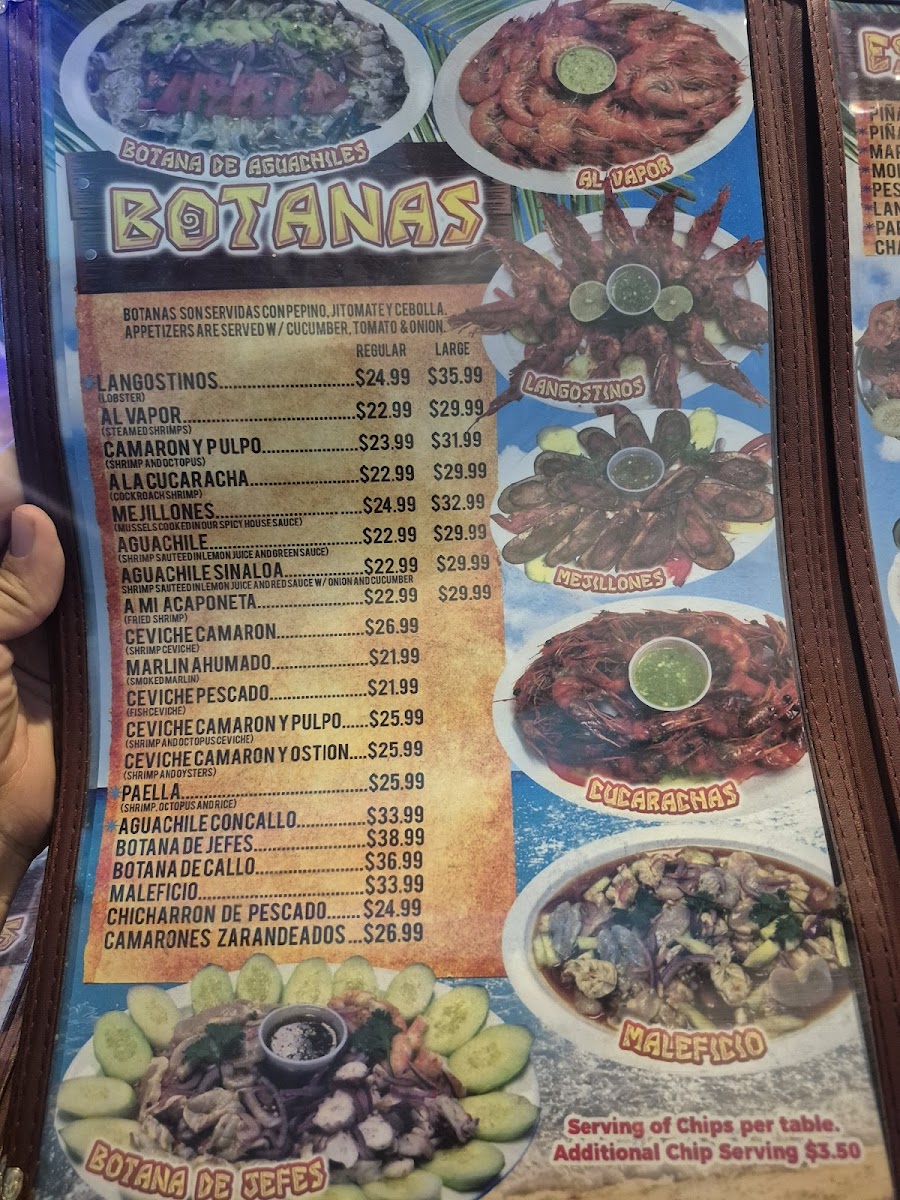 BOTANA DE AGUACHILES
AL VAPOR
BOTANAS
BOTANAS SON SERVIDAS CON PEPINO, JITOMATE Y CEBOLLA.
APPETIZERS ARE SERVED W/ CUCUMBER, TOMATO & ONION.
REGULAR LARGE
*LANGOSTINOS.....$24.99 $35.99
(LOBSTER)
AL VAPOR.....$22.99 $29.99
(STEAMED SHRIMPS)
CAMARON Y PULPO.....$23.99 $31.99
(SHRIMP AND OCTOPUS)
A LA CUCARACHA.....$22.99 $29.99
(COCKROACH SHRIMP)
MEJILLONES.....$24.99 $32.99
(MUSSELS COOKED IN OUR SPICY HOUSE SAUCE)
AGUACHILE.....$22.99 $29.99
(SHRIMP SAUTEED IN LEMON JUICE AND GREEN SAUCE)
AGUACHILE SINALOA.....$22.99 $29.99
SHRIMP SAUTEED IN LEMON JUICE AND RED SAUCE W/ ONION AND CUCUMBER
A MI ACAPONETA.....$22.99 $29.99
(FRIED SHRIMP)
CEVICHE CAMARON.....$26.99
(SHRIMP CEVICHE)
MARLIN AHUMADO.....$21.99
(SMOKED MARLIN)
CEVICHE PESCADO.....$21.99
(FISH CEVICHE)
CEVICHE CAMARON Y PULPO.....$25.99
(SHRIMP AND OCTOPUS CEVICHE)
CEVICHE CAMARON Y OSTION....$25.99
(SHRIMP AND OYSTERS)
*PAELLA.....$25.99
(SHRIMP, OCTOPUS AND RICE)
*AGUACHILE CON CALLO.....$33.99
BOTANA DE JEFES.....$38.99
BOTANA DE CALLO.....$36.99
MALEFICIO.....$33.99
CHICHARRON DE PESCADO.......$24.99
CAMARONES ZARANDEADOS...$26.99
LANGOSTINOS
MEJILLONES
CUCARACHAS
MALEFICIO
BOTANA DE JEFES
Serving of Chips per table.
Additional Chip Serving $3.50